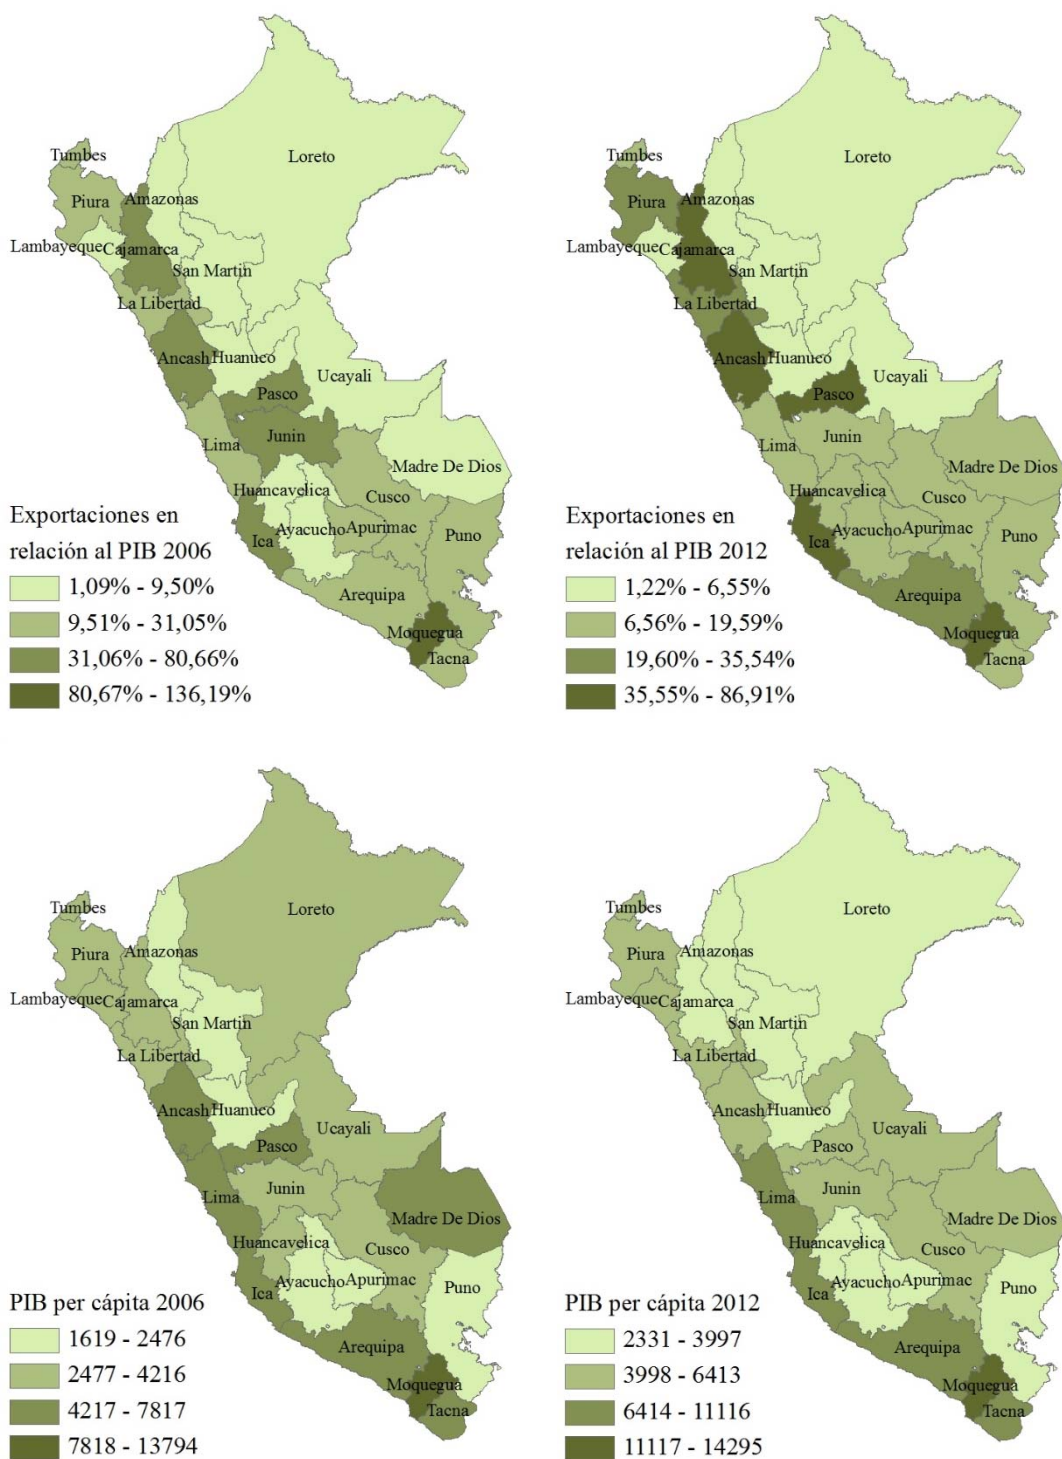 Loreto
Tumbes
Piura
Amazonas
Lambayeque
Cajamarca
San Martin
La Libertad
Ancash
Huanuco
Ucayali
Pasco
Lima
Junin
Madre De Dios
Huancavelica
Cusco
Ica
Ayacucho
Apurimac
Puno
Arequipa
Moquegua
Tacna
Exportaciones en
relación al PIB 2006
1,09% - 9,50%
9,51% - 31,05%
31,06% - 80,66%
80,67% - 136,19%
Loreto
Tumbes
Piura
Amazonas
Lambayeque
Cajamarca
San Martin
La Libertad
Ancash
Huanuco
Ucayali
Pasco
Lima
Junin
Madre De Dios
Huancavelica
Cusco
Ica
Ayacucho
Apurimac
Puno
Arequipa
Moquegua
Tacna
Exportaciones en
relación al PIB 2012
1,22% - 6,55%
6,56% - 19,59%
19,60% - 35,54%
35,55% - 86,91%
Loreto
Tumbes
Piura
Amazonas
Lambayeque
Cajamarca
San Martin
La Libertad
Ancash
Huanuco
Ucayali
Pasco
Lima
Junin
Madre De Dios
Huancavelica
Cusco
Ica
Ayacucho
Apurimac
Puno
Arequipa
Moquegua
Tacna
PIB per cápita 2006
1619 - 2476
2477 - 4216
4217 - 7817
7818 - 13794
Loreto
Tumbes
Piura
Amazonas
Lambayeque
Cajamarca
San Martin
La Libertad
Ancash
Huanuco
Ucayali
Pasco
Lima
Junin
Madre De Dios
Huancavelica
Cusco
Ica
Ayacucho
Apurimac
Puno
Arequipa
Moquegua
Tacna
PIB per cápita 2012
2331 - 3997
3998 - 6413
6414 - 11116
11117 - 14295